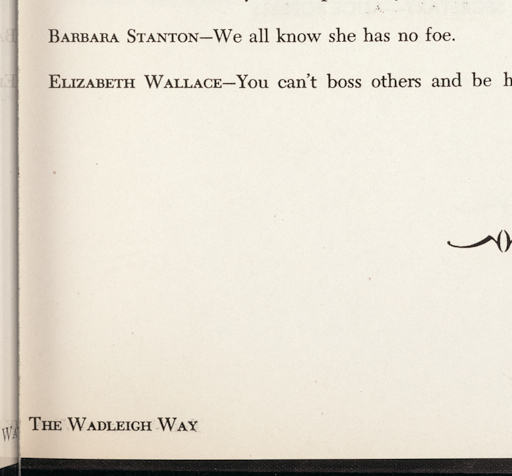 Barbara Stanton—We all know she has no foe.
Elizabeth Wallace—You can't boss others and be
The Wadleigh Way